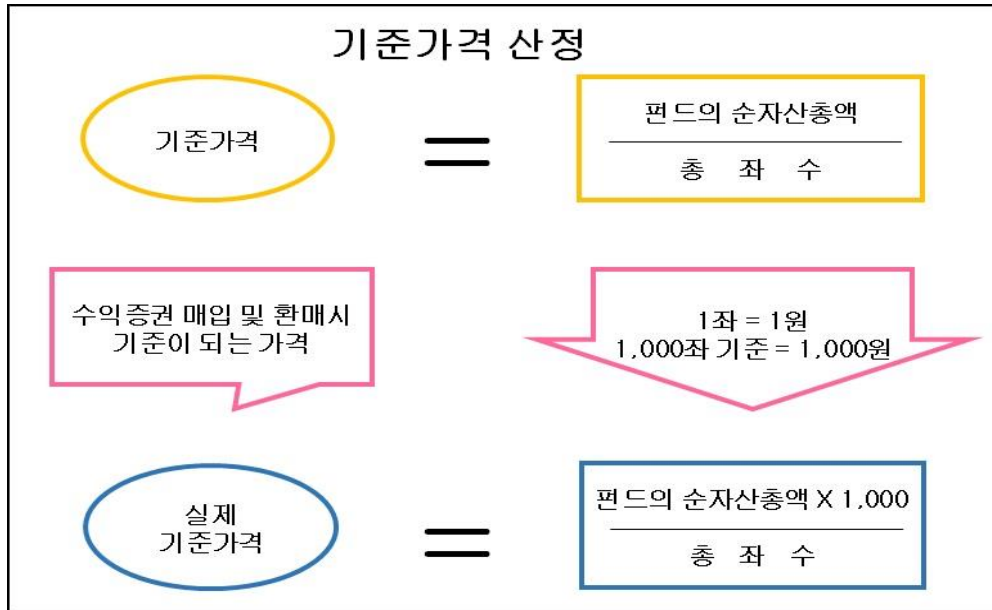 기준가격 산정
기준가격
=
펀드의 순자산총액
총 좌 수
수익증권 매입 및 환매시
기준이 되는 가격
1좌 = 1원
1,000좌 기준 = 1,000원
실제
기준가격
=
펀드의 순자산총액 X 1,000
총 좌 수